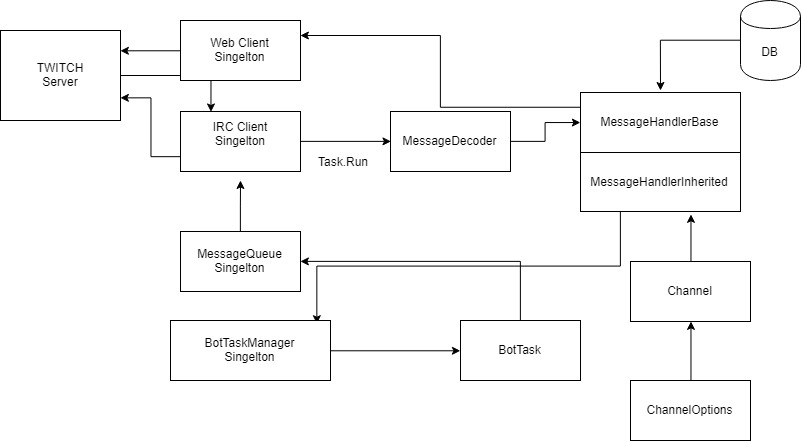 TWITCH
Server
Web Client
Singelton
DB
IRC Client
Singelton
Task.Run
MessageDecoder
MessageHandlerBase
MessageHandlerInherited
MessageQueue
Singelton
Channel
BotTaskManager
Singelton
BotTask
ChannelOptions